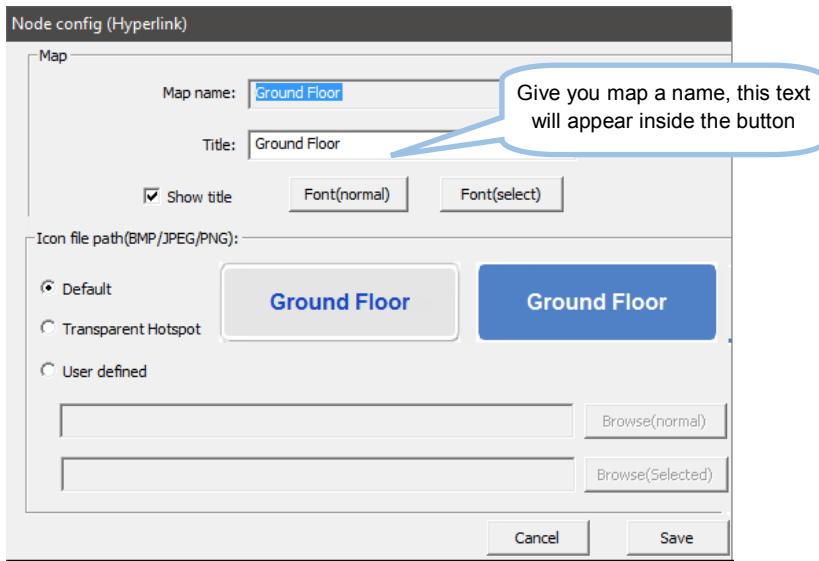 Node config (Hyperlink)
Map
Map name: Ground Floor
Give you map a name, this text
will appear inside the button
Title: Ground Floor
Show title Font(normal) Font(select)
Icon file path(BMP/JPEG/PNG):
Default
Ground Floor Ground Floor
Transparent Hotspot
User defined
Browse(normal)
Browse(Selected)
Cancel Save